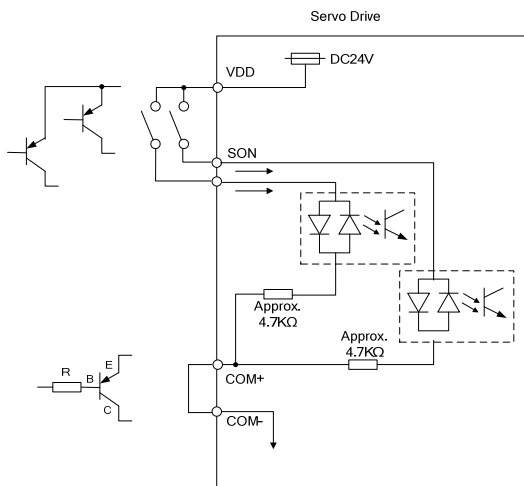 Servo Drive
DC24V
VDD
SON
Approx.
4.7KΩ
Approx.
4.7KΩ
COM+
COM-
R
B
E
C